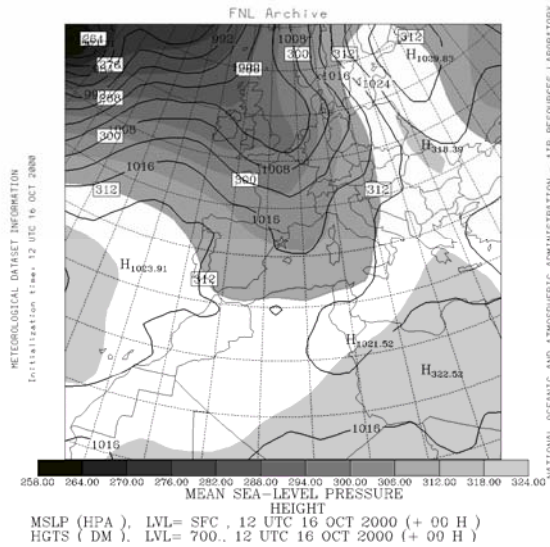 FNL Archive
264
992
1008
300
312
312
H1039.83
276
1016
1024
288
300
1008
H318.39
1016
1008
312
300
312
1016
H1023.91
312
H1021.52
H322.52
1016
1016
METEOROLOGICAL DATASET INFORMATION
Initialization time: 12 UTC 16 OCT 2000
NATIONAL OCEANIC AND ATMOSPHERIC ADMINISTRATION AIR RESOURCES LABORATORY
258.00 264.00 270.00 276.00 282.00 288.00 294.00 300.00 306.00 312.00 318.00 324.00
MEAN SEA-LEVEL PRESSURE
HEIGHT
MSLP (HPA ), LVL= SFC , 12 UTC 16 OCT 2000 (+ 00 H )
HGTS ( DM ), LVL= 700., 12 UTC 16 OCT 2000 (+ 00 H )